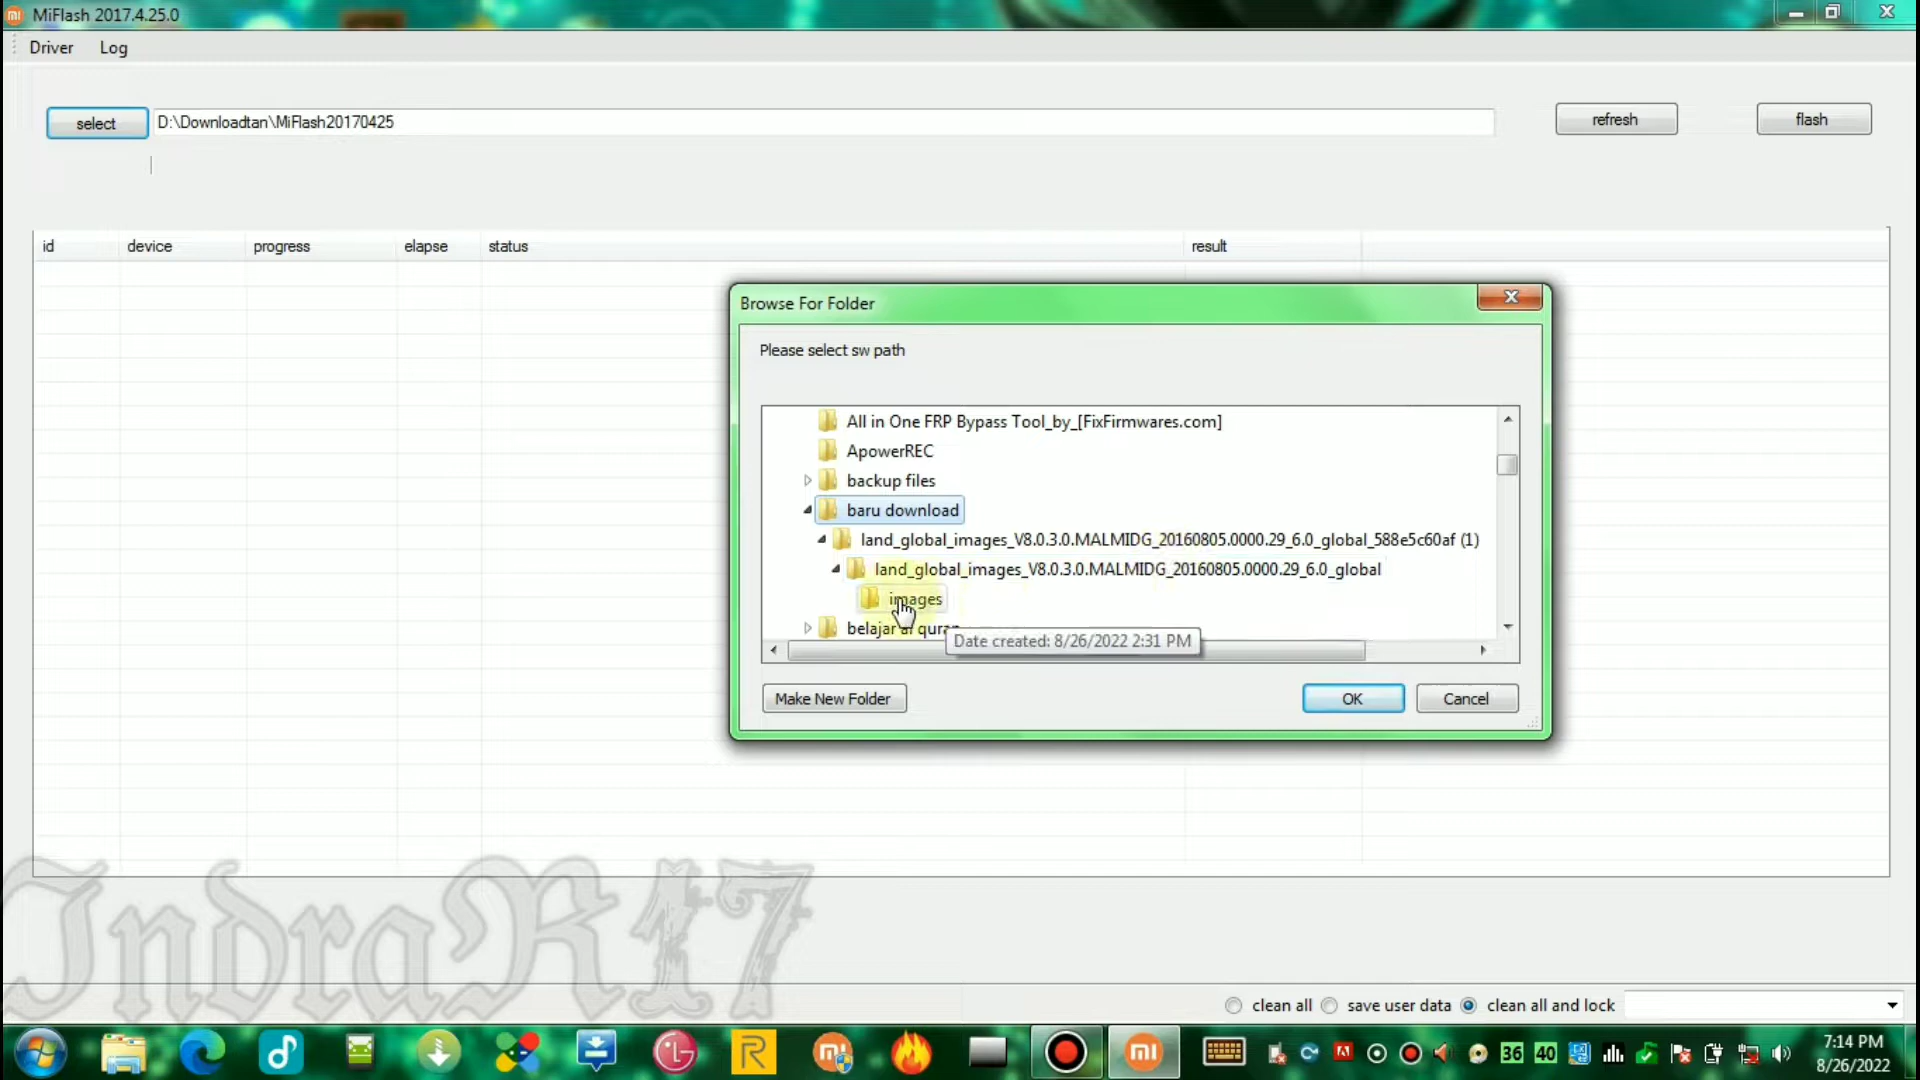 MiFlash 2017.4.25.0
Driver Log
select D:\Downloadtan\MiFlash20170425 refresh flash
id device progress elapse status result
Browse For Folder
Please select sw path
All in One FRP Bypass Tool_by_[FixFirmwares.com]
ApowerREC
backup files
baru download
land_global_images_V8.0.3.0.MALMIDG_20160805.0000.29_6.0_global_588e5c60af (1)
land_global_images_V8.0.3.0.MALMIDG_20160805.0000.29_6.0_global
images
belajar al quran
Date created: 8/26/2022 2:31 PM
Make New Folder OK Cancel
IndraR17
clean all save user data clean all and lock
36 40
7:14 PM
8/26/2022